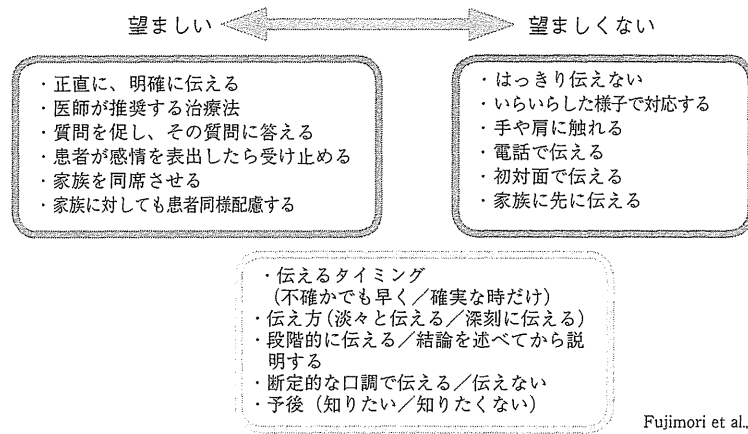 望ましい
望ましくない
・正直に、明確に伝える
・医師が推奨する治療法
・質問を促し、その質問に答える
・患者が感情を表出したら受け止める
・家族を同席させる
・家族に対しても患者同様配慮する
・はっきり伝えない
・いらいらした様子で対応する
・手や肩に触れる
・電話で伝える
・初対面で伝える
・家族に先に伝える
・伝えるタイミング
(不確かでも早く／確実な時だけ)
・伝え方(淡々と伝える／深刻に伝える)
・段階的に伝える／結論を述べてから説
明する
・断定的な口調で伝える／伝えない
・予後（知りたい／知りたくない）
Fujimori et al.,